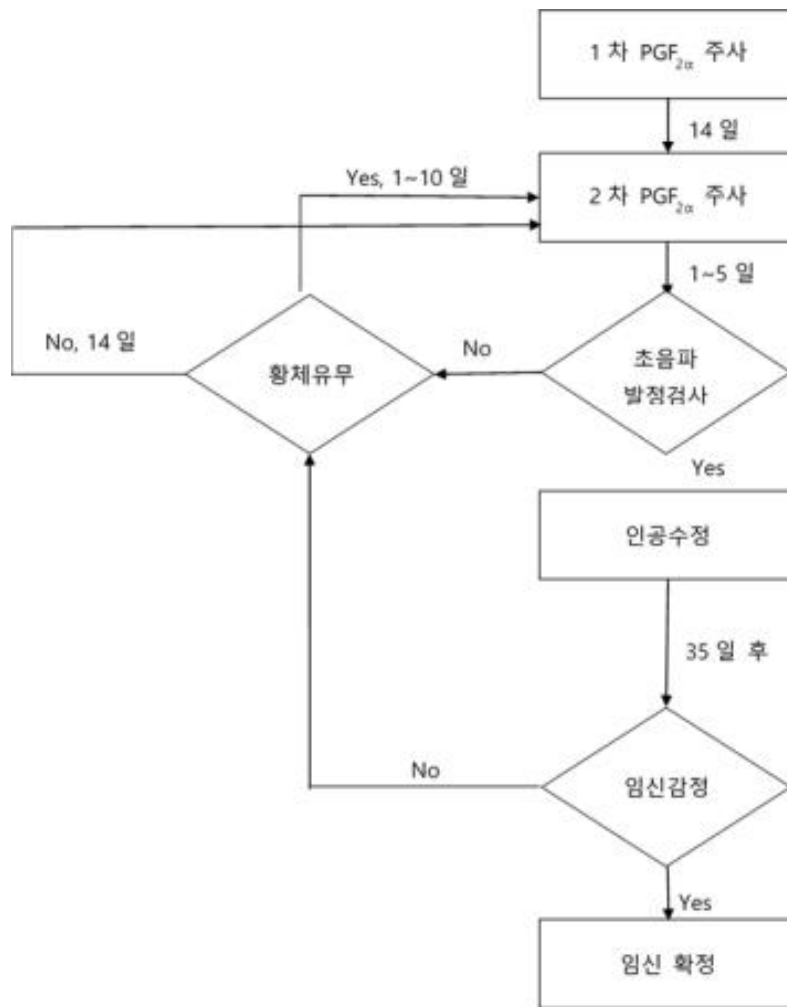 1 차 PGF2α 주사
14 일
Yes, 1~10 일
2 차 PGF2α 주사
1~5 일
No, 14 일
No
황체유무
초음파
발정검사
Yes
인공수정
35 일 후
No
임신감정
Yes
임신 확정